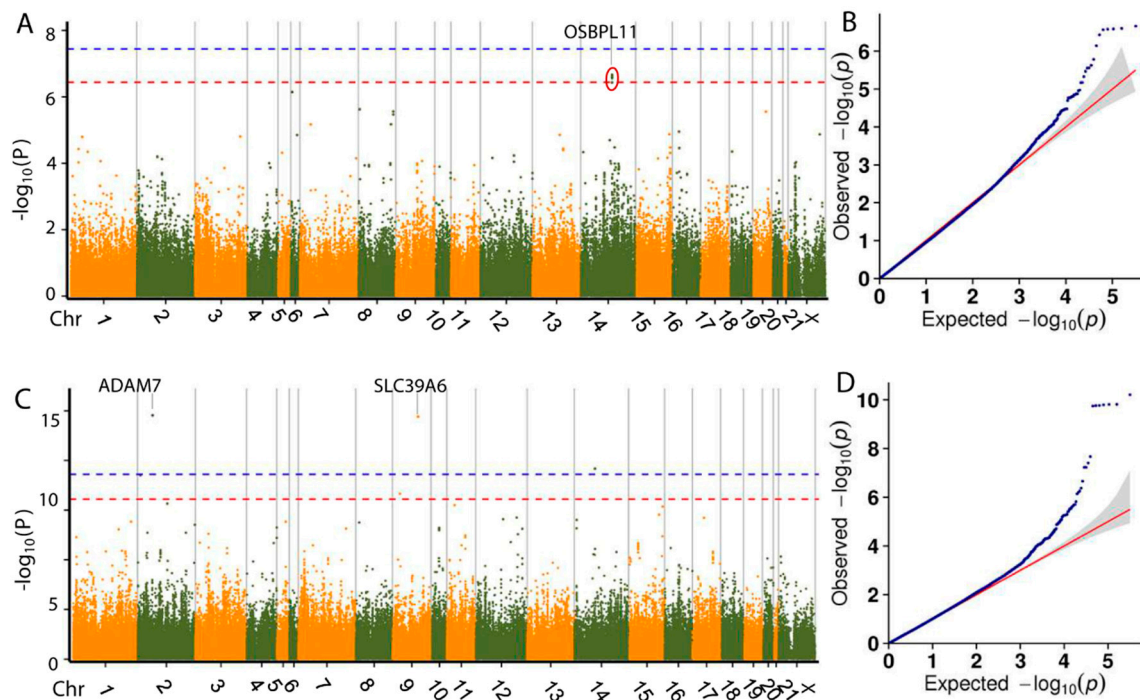 A
OSBPL11
8
6
4
2
0
-log10(P)
Chr 1 2 3 4 5 6 7 8 9 10 11 12 13 14 15 16 17 18 19 20 21 X
B
6
5
4
3
2
1
0
Observed −log10(p)
0 1 2 3 4 5
Expected −log10(p)
C
ADAM7
SLC39A6
15
10
5
0
-log10(P)
Chr 1 2 3 4 5 6 7 8 9 10 11 12 13 14 15 16 17 18 19 20 21 X
D
10
8
6
4
2
0
Observed −log10(p)
0 1 2 3 4 5
Expected −log10(p)